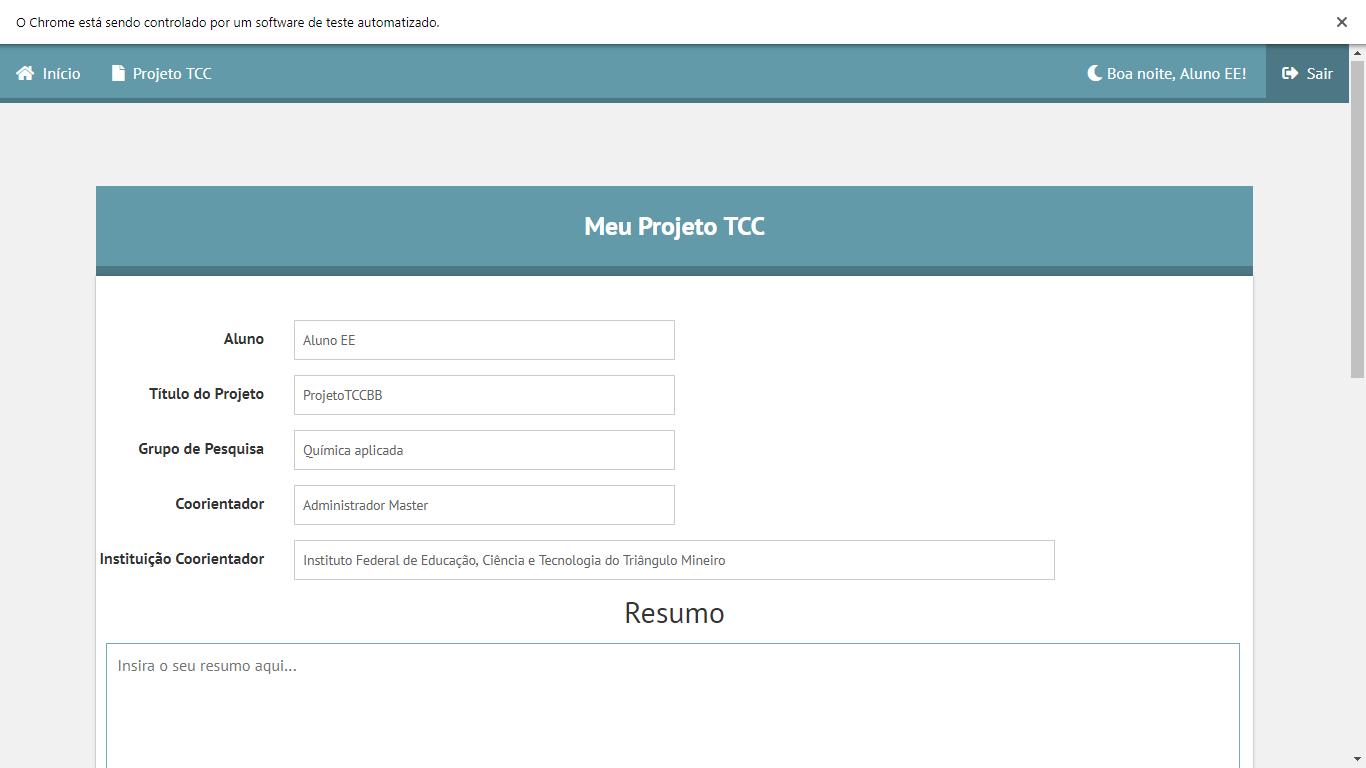 O Chrome está sendo controlado por um software de teste automatizado.
Início Projeto TCC Boa noite, Aluno EE! Sair
Meu Projeto TCC
Aluno Aluno EE
Título do Projeto ProjetoTCCBB
Grupo de Pesquisa Química aplicada
Coorientador Administrador Master
Instituição Coorientador Instituto Federal de Educação, Ciência e Tecnologia do Triângulo Mineiro
Resumo
Insira o seu resumo aqui...